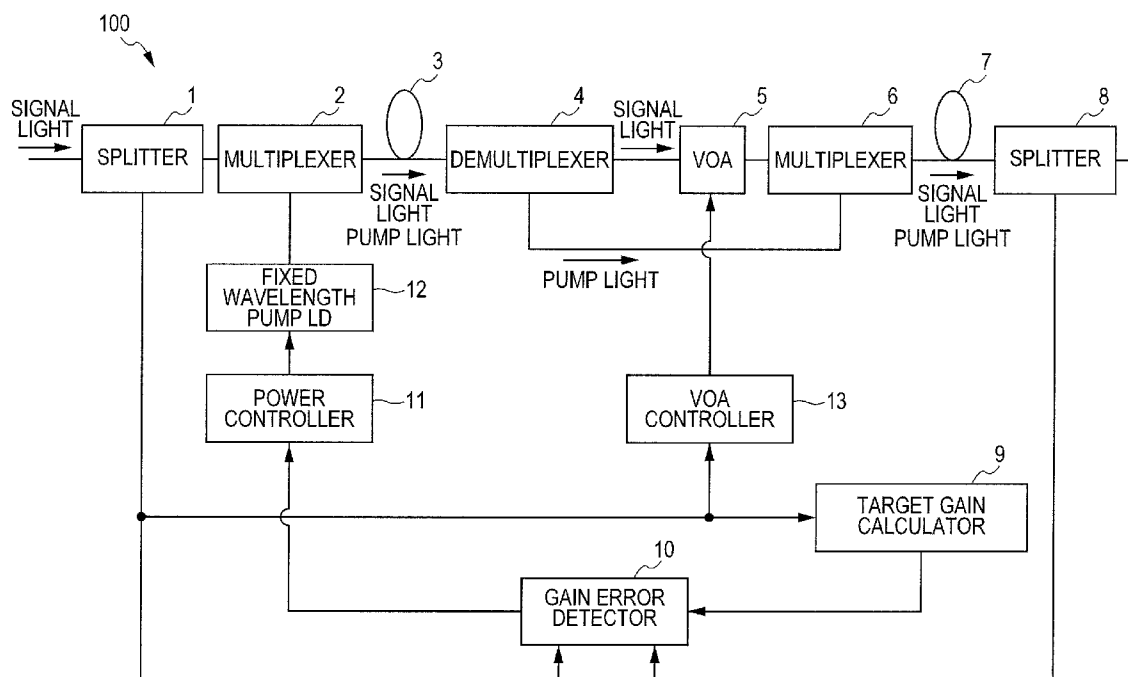 100
1
2
3
4
5
6
7
8
SIGNAL
LIGHT
SPLITTER
MULTIPLEXER
DEMULTIPLEXER
SIGNAL
LIGHT
VOA
MULTIPLEXER
SPLITTER
SIGNAL
LIGHT
PUMP LIGHT
SIGNAL
LIGHT
PUMP LIGHT
PUMP LIGHT
FIXED
WAVELENGTH
PUMP LD
12
POWER
CONTROLLER
11
VOA
CONTROLLER
13
9
TARGET GAIN
CALCULATOR
10
GAIN ERROR
DETECTOR